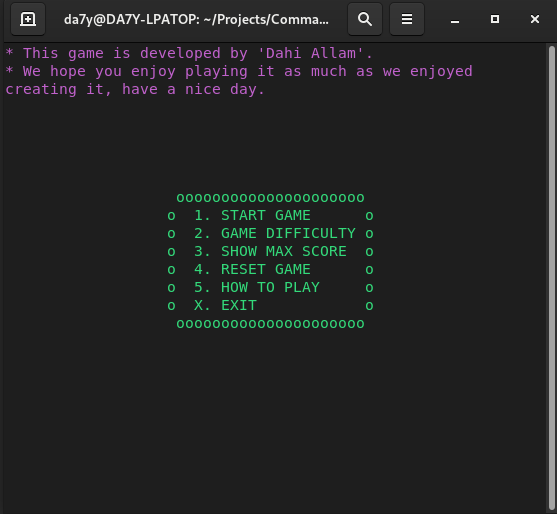 da7y@DA7Y-LPATOP: ~/Projects/Comma...
* This game is developed by 'Dahi Allam'.
* We hope you enjoy playing it as much as we enjoyed
creating it, have a nice day.
ooooooooooooooooooooo
o  1. START GAME      o
o  2. GAME DIFFICULTY o
o  3. SHOW MAX SCORE  o
o  4. RESET GAME      o
o  5. HOW TO PLAY     o
o  X. EXIT            o
ooooooooooooooooooooo